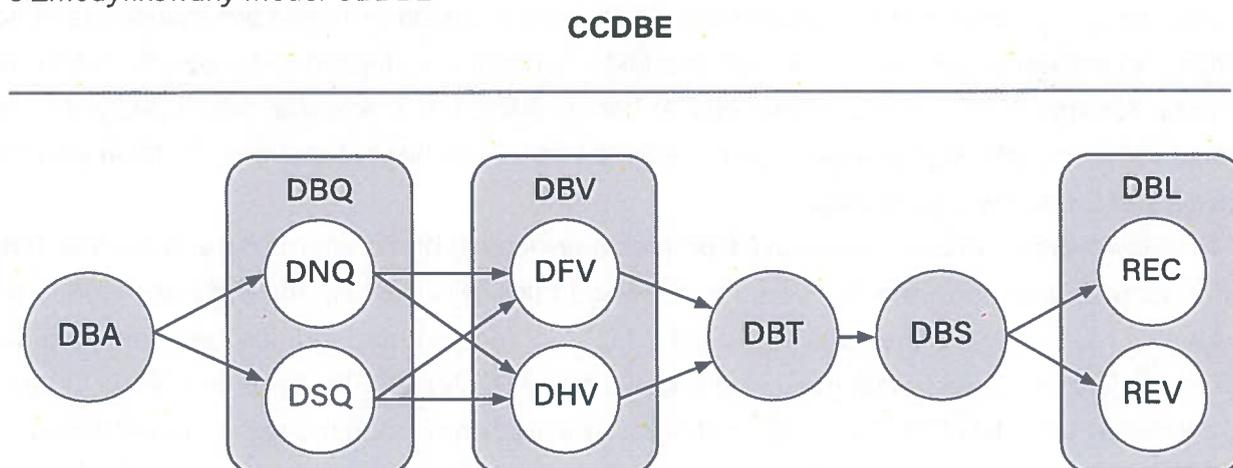 CCDBE
DBQ DBV DBL
DNQ DFV REC
DBA DBT DBS
DSQ DHV REV